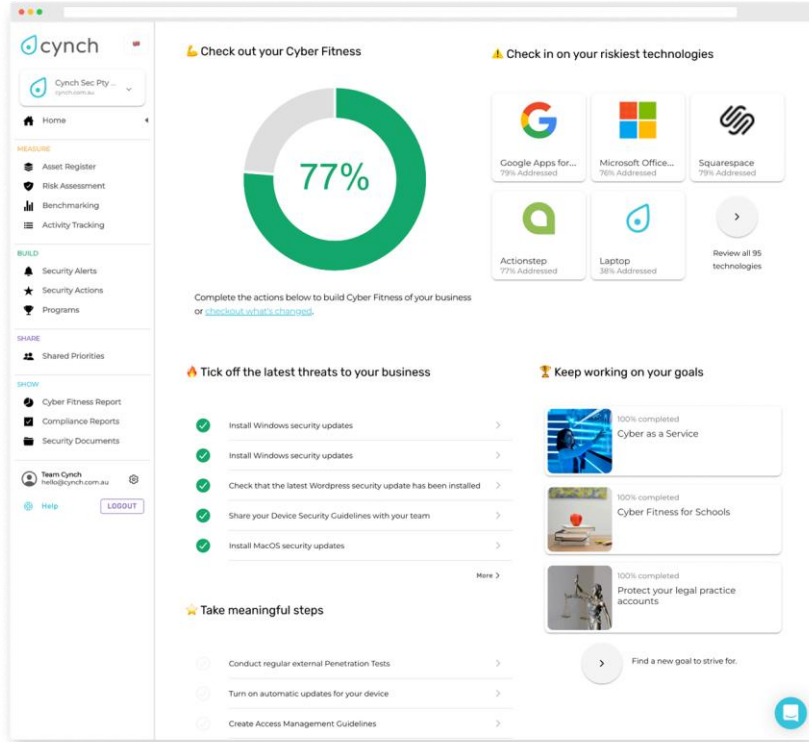 cynch
Cynch Sec Pty ...
cynch.com.au
Home
MEASURE
Asset Register
Risk Assessment
Benchmarking
Activity Tracking
BUILD
Security Alerts
Security Actions
Programs
SHARE
Shared Priorities
SHOW
Cyber Fitness Report
Compliance Reports
Security Documents
Team Cynch
hello@cynch.com.au
Help
LOGOUT
Check out your Cyber Fitness
77%
Complete the actions below to build Cyber Fitness of your business
or checkout what's changed.
Check in on your riskiest technologies
Google Apps for...
79% Addressed
Microsoft Office...
76% Addressed
Squarespace
79% Addressed
Actionstep
77% Addressed
Laptop
38% Addressed
Review all 95
technologies
Tick off the latest threats to your business
Install Windows security updates
Install Windows security updates
Check that the latest Wordpress security update has been installed
Share your Device Security Guidelines with your team
Install MacOS security updates
More
Take meaningful steps
Conduct regular external Penetration Tests
Turn on automatic updates for your device
Create Access Management Guidelines
Keep working on your goals
100% completed
Cyber as a Service
100% completed
Cyber Fitness for Schools
100% completed
Protect your legal practice
accounts
Find a new goal to strive for.